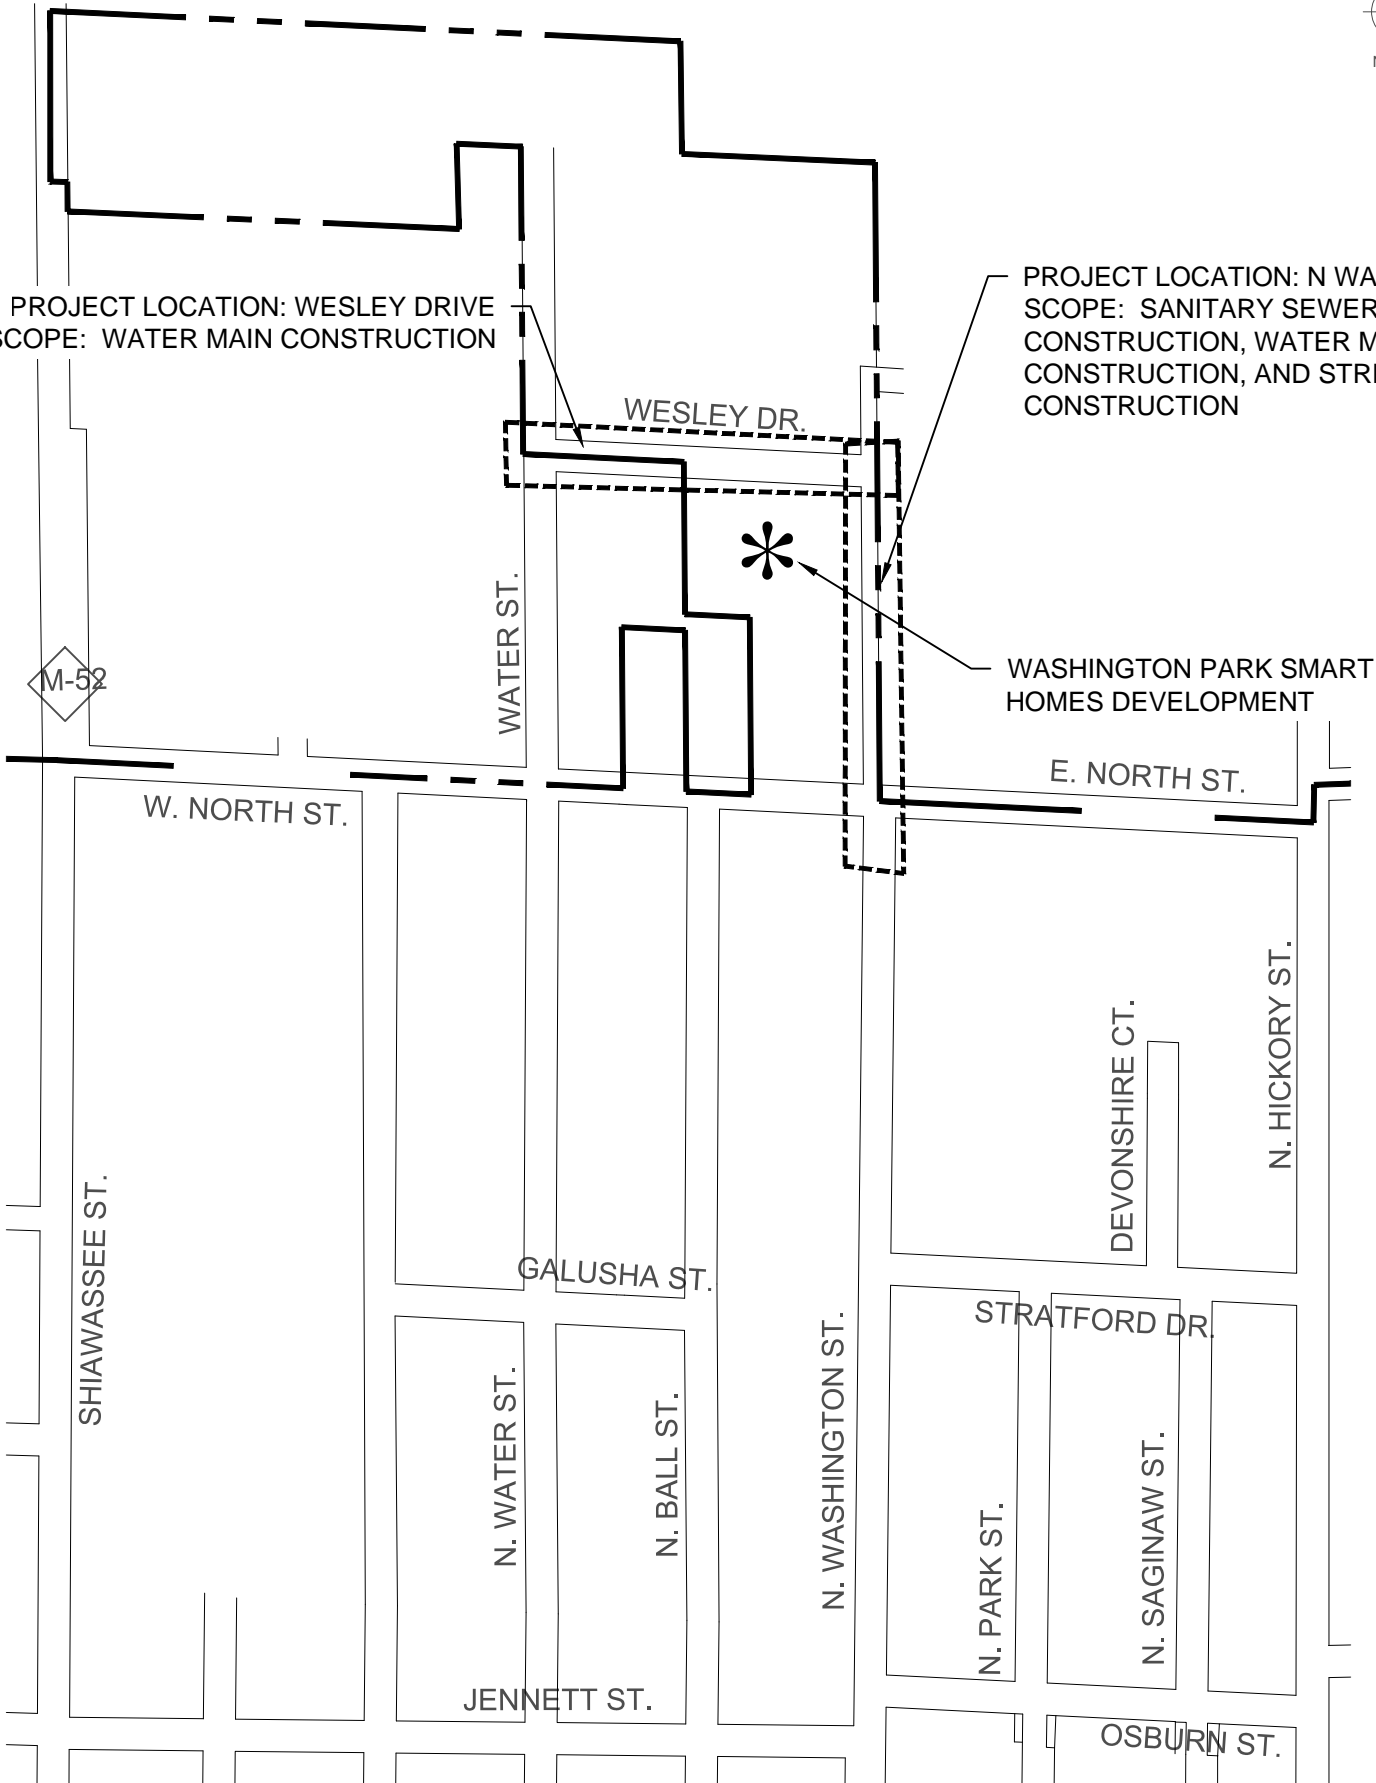 PROJECT LOCATION: WESLEY DRIVE
SCOPE: WATER MAIN CONSTRUCTION
PROJECT LOCATION: N WA
SCOPE: SANITARY SEWER
CONSTRUCTION, WATER M
CONSTRUCTION, AND STR
CONSTRUCTION
WESLEY DR.
WATER ST.
M-52
WASHINGTON PARK SMART
HOMES DEVELOPMENT
W. NORTH ST.
E. NORTH ST.
SHIAWASSEE ST.
GALUSHA ST.
N. WATER ST.
N. BALL ST.
N. WASHINGTON ST.
DEVONSHIRE CT.
N. HICKORY ST.
STRATFORD DR.
N. PARK ST.
N. SAGINAW ST.
JENNETT ST.
OSBURN ST.